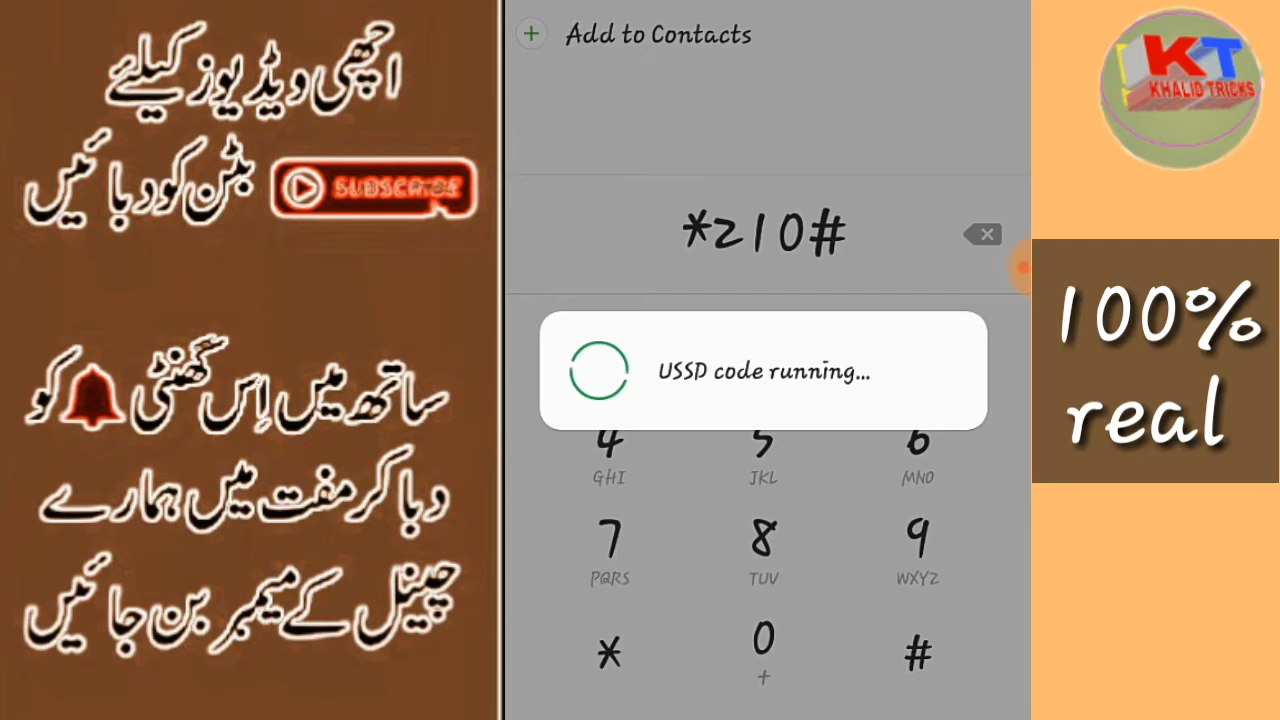 اچھی ویڈیوز کیلئے
SUBSCRIBE بٹن کو دبائیں
ساتھ میں اِس گھنٹی کو
دبا کر مفت میں ہمارے
چینل کے میمبر بن جائیں
+ Add to Contacts
*210#
USSD code running...
4 5 6
GHI JKL MNO
7 8 9
PQRS TUV WXYZ
* 0 #
+
KT
KHALID TRICKS
100%
real